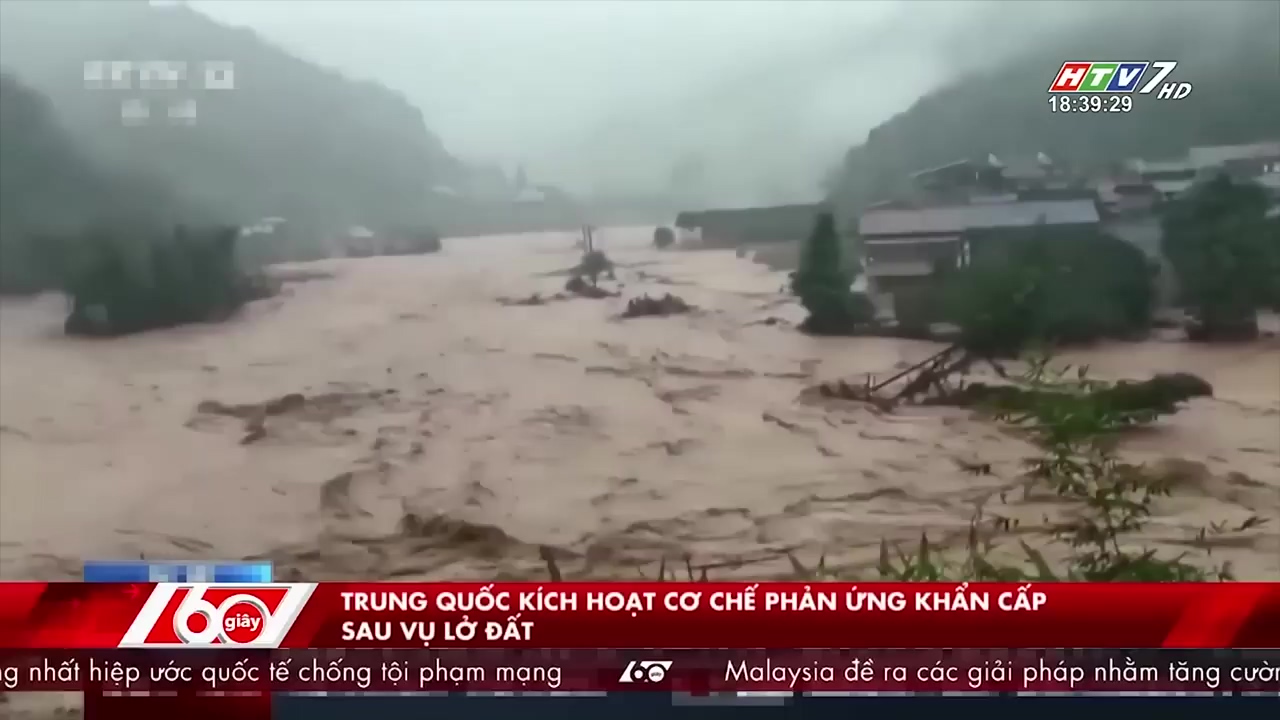 HTV7 HD
18:39:29
60 giây
TRUNG QUỐC KÍCH HOẠT CƠ CHẾ PHẢN ỨNG KHẨN CẤP
SAU VỤ LỞ ĐẤT
nhất hiệp ước quốc tế chống tội phạm mạng
60
Malaysia đề ra các giải pháp nhằm tăng